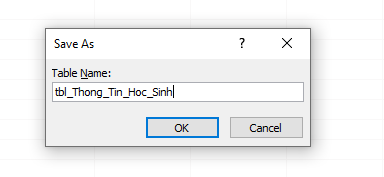 Save As
?
Table Name:
tbl_Thong_Tin_Hoc_Sinh
OK
Cancel